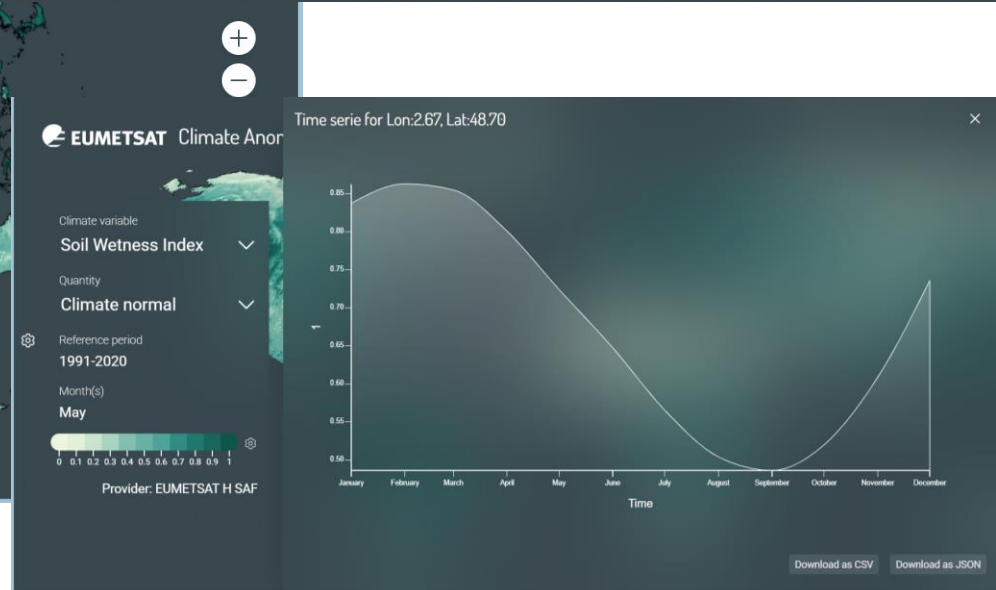 EUMETSAT Climate Anor
Climate variable
Soil Wetness Index
Quantity
Climate normal
Reference period
1991-2020
Month(s)
May
0 0.1 0.2 0.3 0.4 0.5 0.6 0.7 0.8 0.9 1
Provider: EUMETSAT H SAF
Time serie for Lon:2.67, Lat:48.70
0.85
0.80
0.75
0.70
1
0.65
0.60
0.55
0.50
January February March April May June July August September October November December
Time
Download as CSV Download as JSON